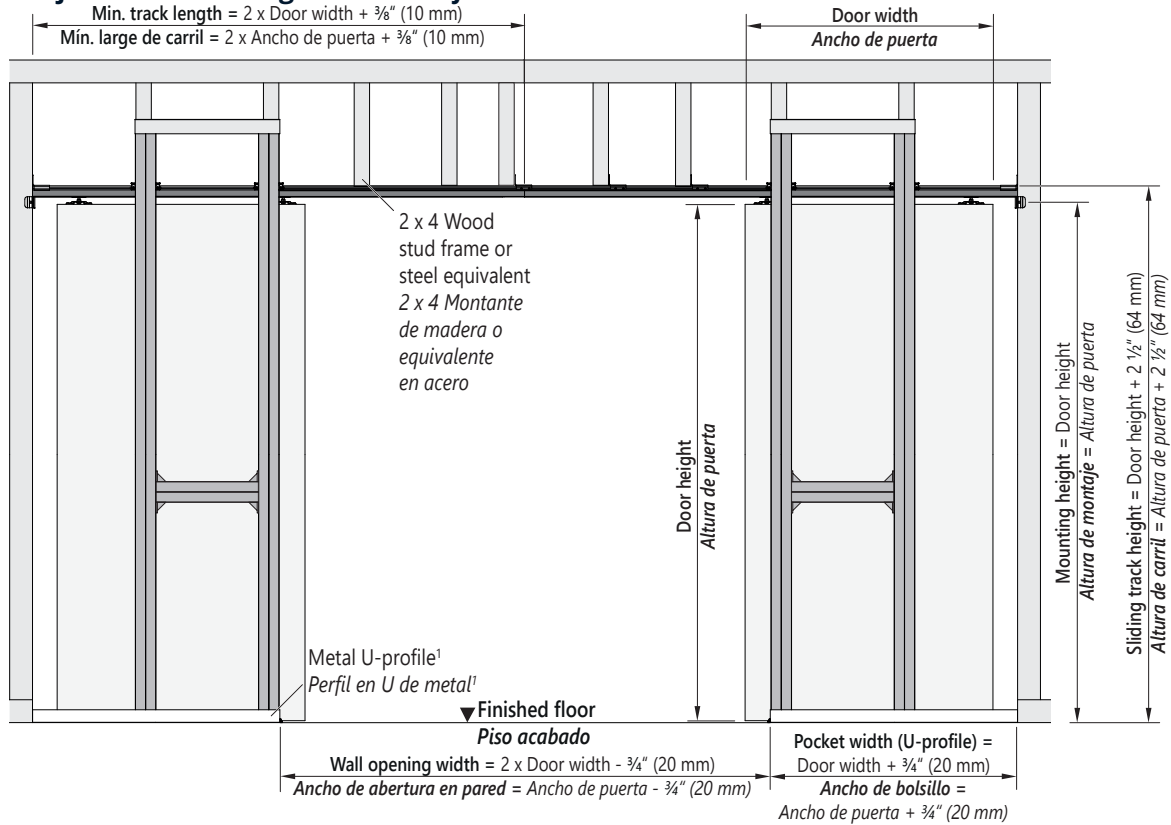 Min. track length = 2 x Door width + ⅜“ (10 mm)
Mín. large de carril = 2 x Ancho de puerta + ⅜“ (10 mm)
Door width
Ancho de puerta
2 x 4 Wood
stud frame or
steel equivalent
2 x 4 Montante
de madera o
equivalente
en acero
Door height
Altura de puerta
Mounting height = Door height
Altura de montaje = Altura de puerta
Sliding track height = Door height + 2 ½“ (64 mm)
Altura de carril = Altura de puerta + 2 ½“ (64 mm)
Metal U-profile¹
Perfil en U de metal¹
Finished floor
Piso acabado
Wall opening width = 2 x Door width - ¾“ (20 mm)
Ancho de abertura en pared = Ancho de puerta - ¾“ (20 mm)
Pocket width (U-profile) =
Door width + ¾“ (20 mm)
Ancho de bolsillo =
Ancho de puerta + ¾“ (20 mm)